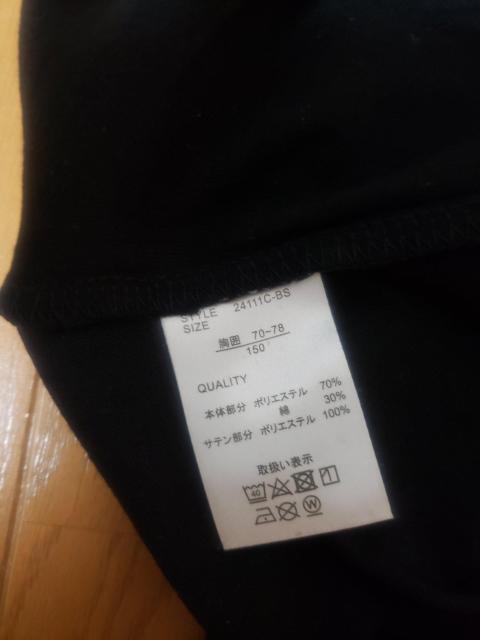 STYLE 24111C-BS
SIZE
胸囲 70~78
150
QUALITY
本体部分 ポリエステル 70%
綿 30%
サテン部分 ポリエステル 100%
取扱い表示
40
W